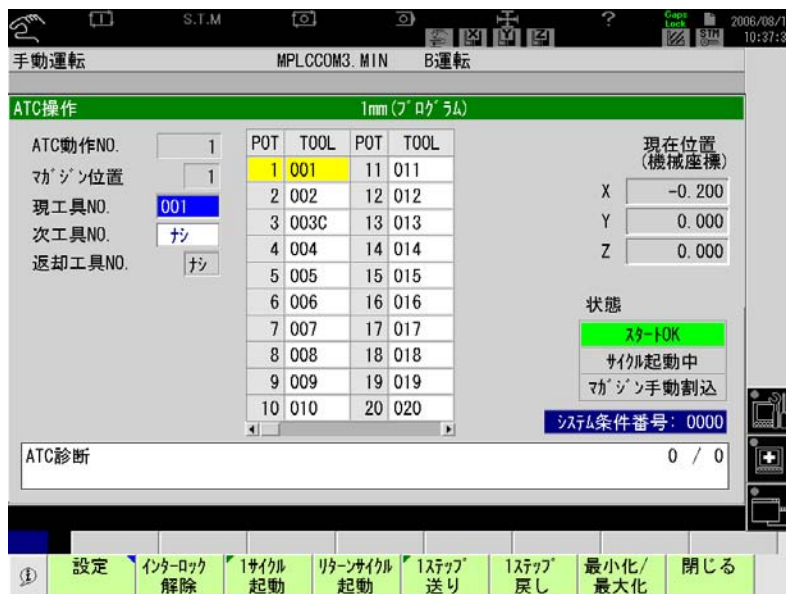 S.T.M
?
Gaps Lock
STM
2006/08/1
10:37:3
手動運転 MPLCCOM3.MIN B運転
ATC操作 1mm(ﾌﾟﾛｸﾞﾗﾑ)
ATC動作NO. 1
ﾏｶﾞｼﾞﾝ位置 1
現工具NO. 001
次工具NO. ﾅｼ
返却工具NO. ﾅｼ
POT TOOL POT TOOL
1 001 11 011
2 002 12 012
3 003C 13 013
4 004 14 014
5 005 15 015
6 006 16 016
7 007 17 017
8 008 18 018
9 009 19 019
10 010 20 020
現在位置
(機械座標)
X -0.200
Y 0.000
Z 0.000
状態
ｽﾀｰﾄOK
ｻｲｸﾙ起動中
ﾏｶﾞｼﾞﾝ手動割込
ｼｽﾃﾑ条件番号: 0000
ATC診断 0 / 0
設定
ｲﾝﾀｰﾛｯｸ
解除
1ｻｲｸﾙ
起動
ﾘﾀｰﾝｻｲｸﾙ
起動
1ｽﾃｯﾌﾟ
送り
1ｽﾃｯﾌﾟ
戻し
最小化/
最大化
閉じる